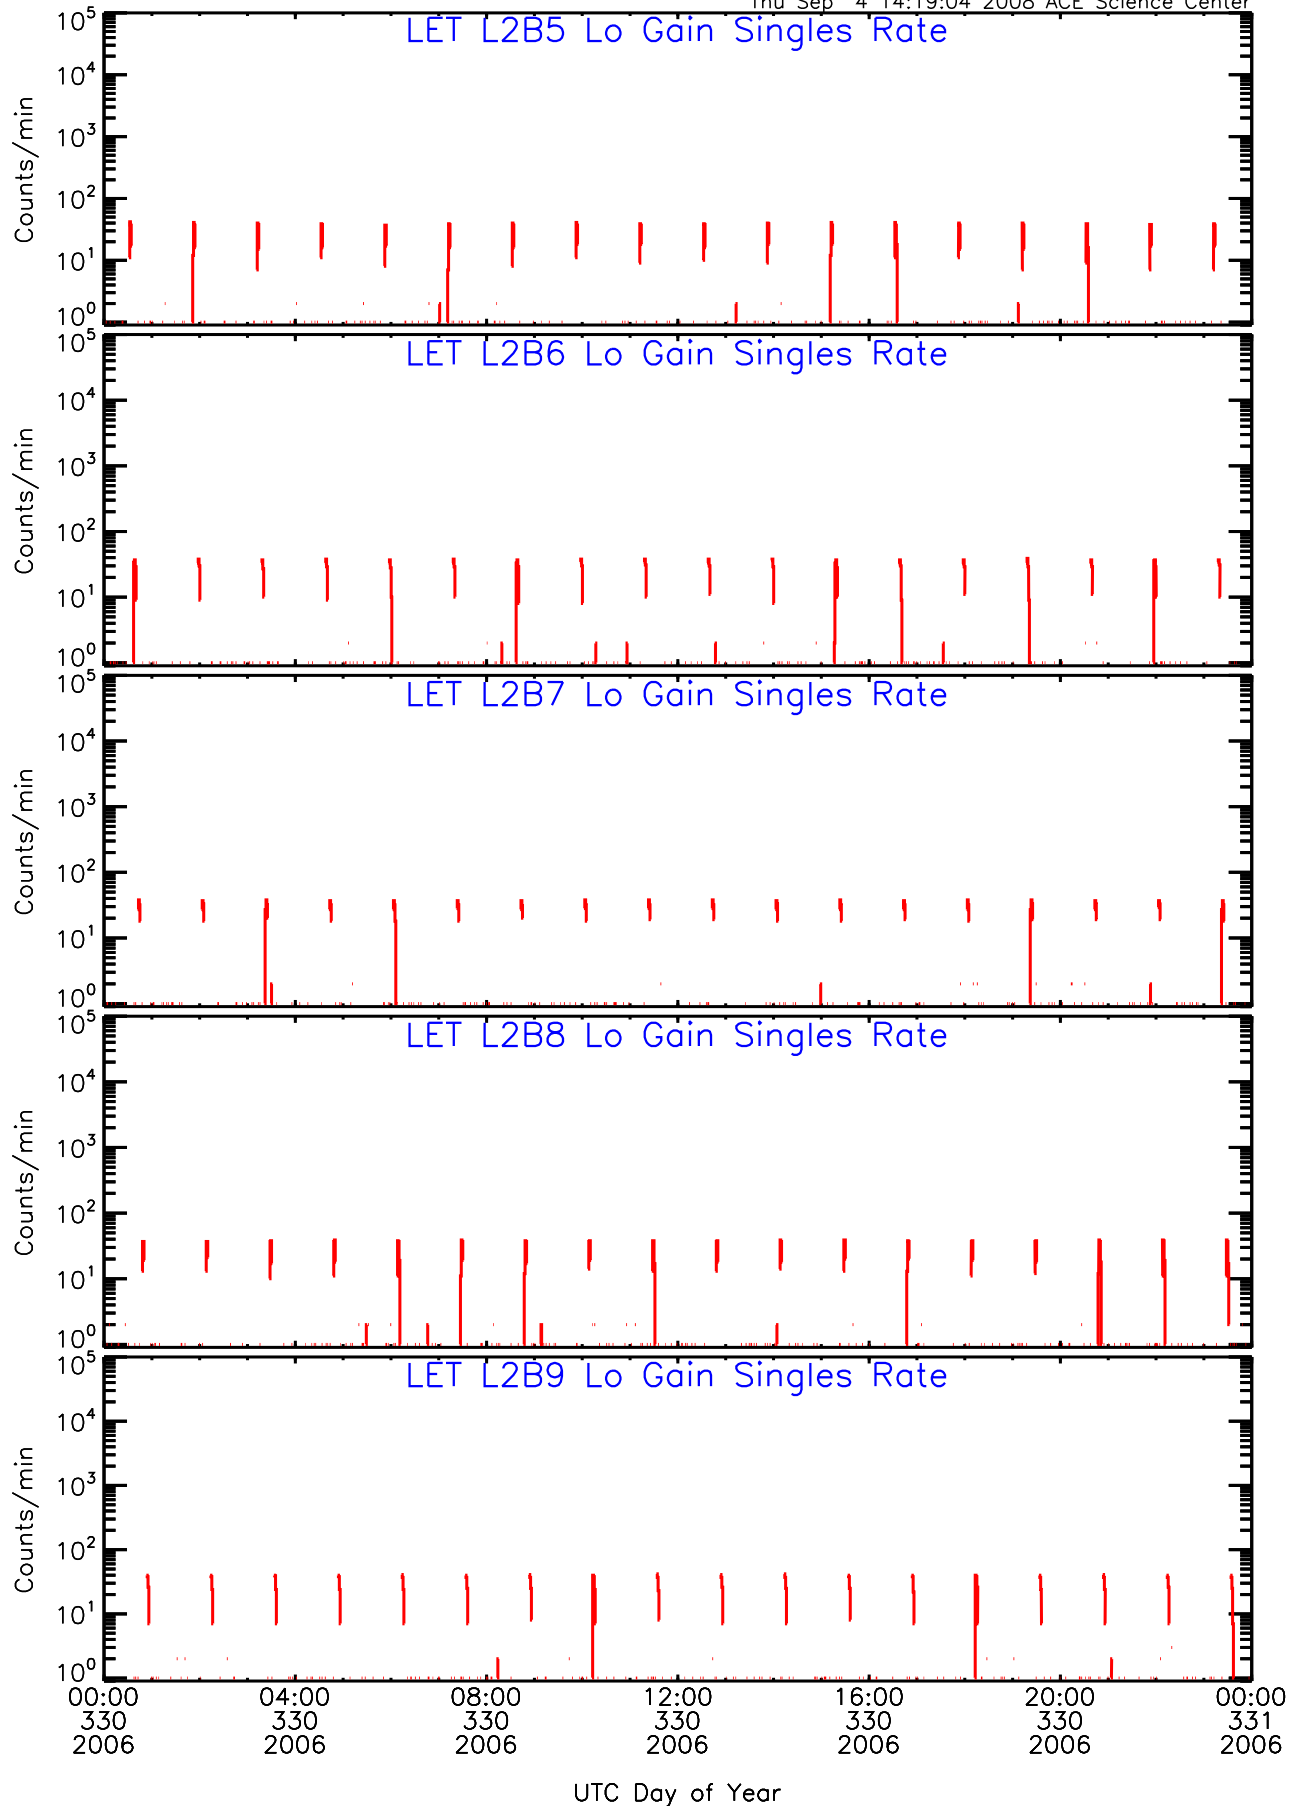 Thu Sep 4 14:19:04 2008 ACE Science Center
LET L2B5 Lo Gain Singles Rate
10^5
10^4
10^3
10^2
10^1
10^0
Counts/min
LET L2B6 Lo Gain Singles Rate
10^5
10^4
10^3
10^2
10^1
10^0
Counts/min
LET L2B7 Lo Gain Singles Rate
10^5
10^4
10^3
10^2
10^1
10^0
Counts/min
LET L2B8 Lo Gain Singles Rate
10^5
10^4
10^3
10^2
10^1
10^0
Counts/min
LET L2B9 Lo Gain Singles Rate
10^5
10^4
10^3
10^2
10^1
10^0
Counts/min
00:00 04:00 08:00 12:00 16:00 20:00 00:00
330 330 330 330 330 330 331
2006 2006 2006 2006 2006 2006 2006
UTC Day of Year